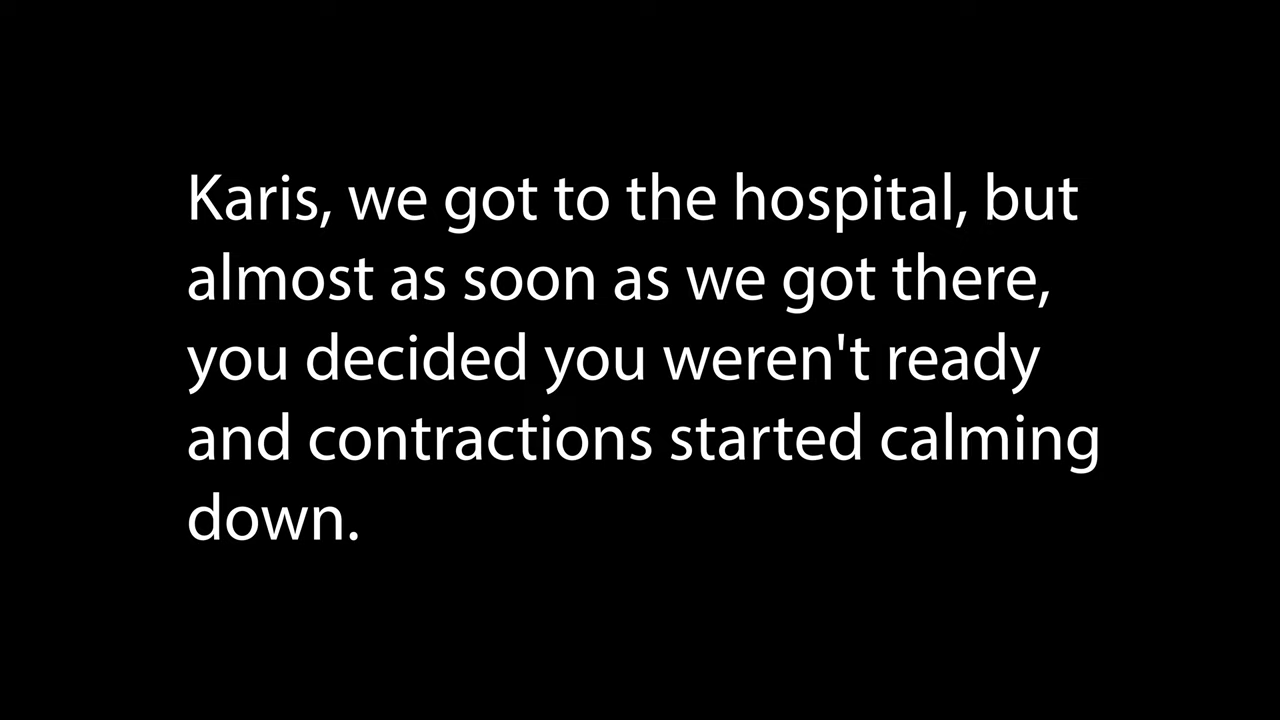 Karis, we got to the hospital, but
almost as soon as we got there,
you decided you weren't ready
and contractions started calming
down.